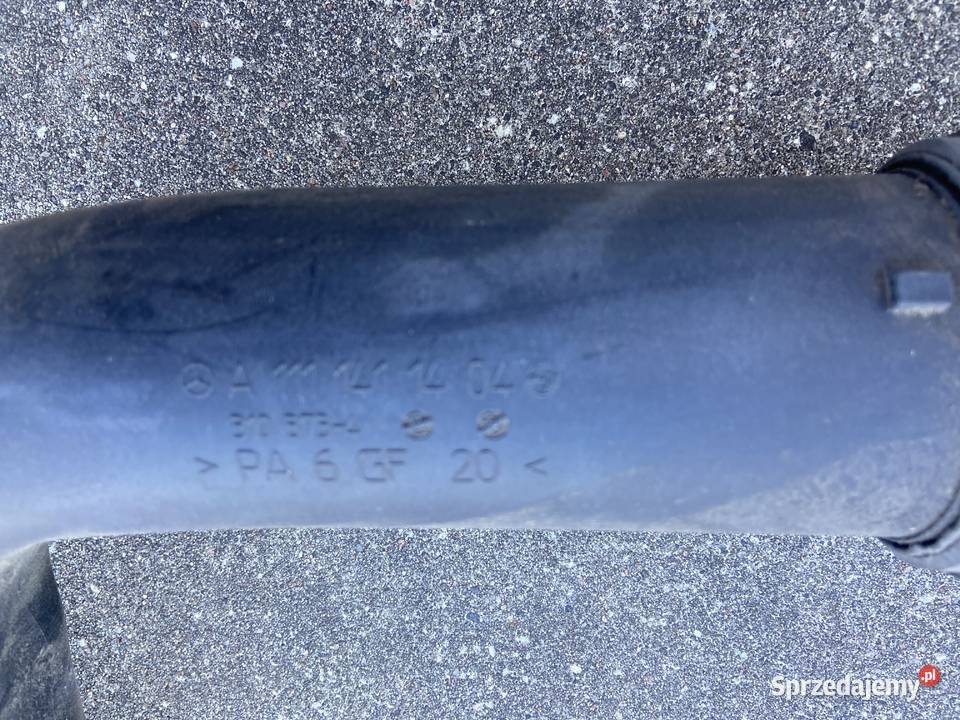 A 111 141 14 04
> PA 6 GF 20 <
Sprzedajemy.pl